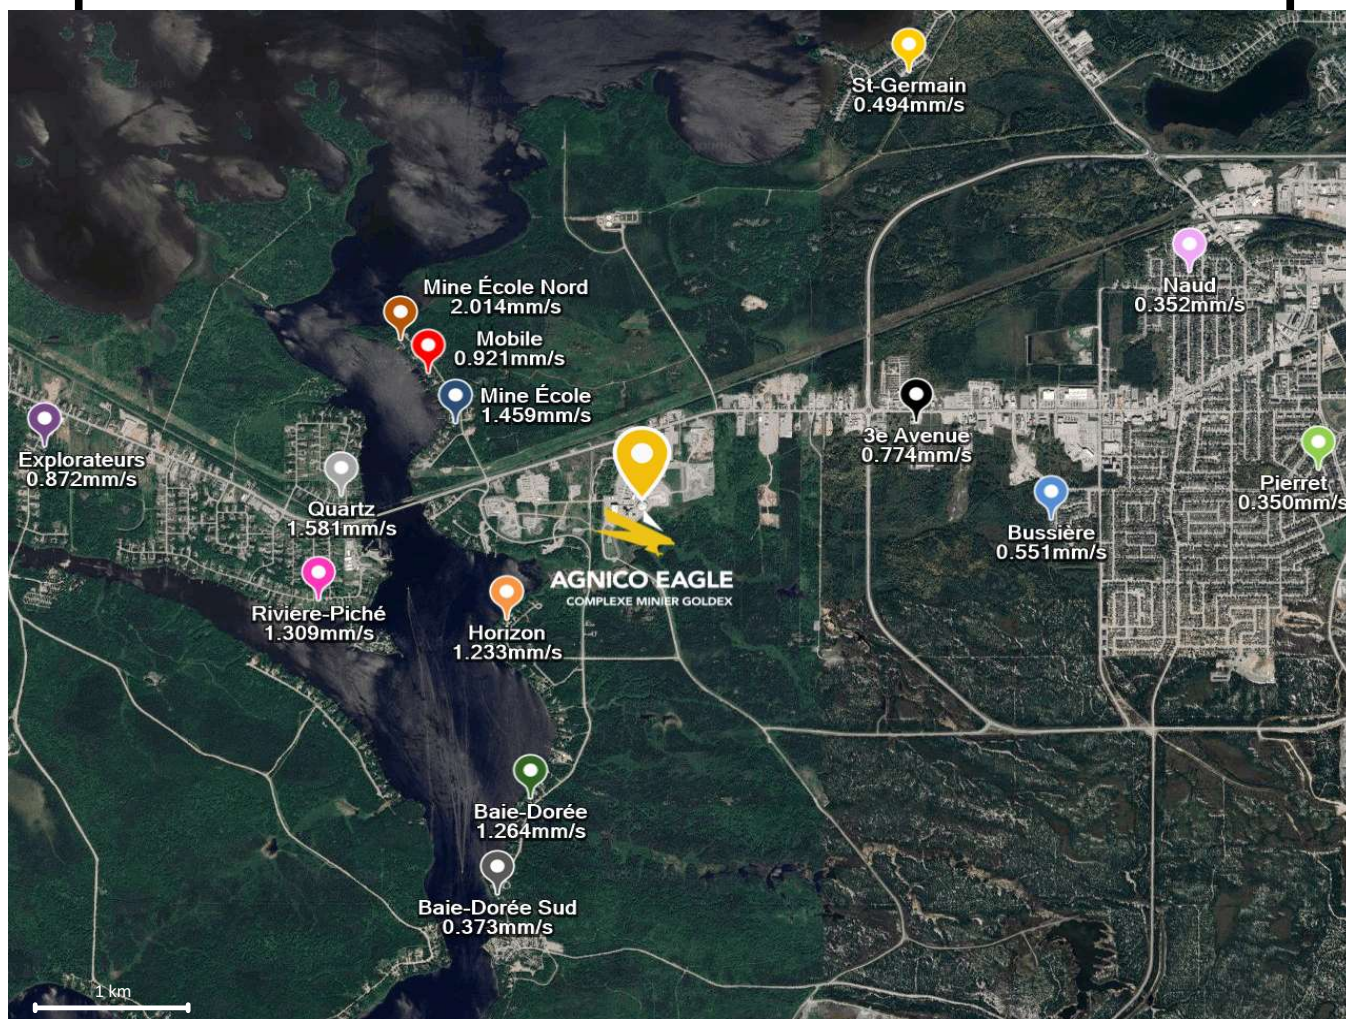 St-Germain
0.494mm/s
Naud
0.352mm/s
Mine École Nord
2.014mm/s
Mobile
0.921mm/s
Mine École
1.459mm/s
3e Avenue
0.774mm/s
Explorateurs
0.872mm/s
Quartz
1.581mm/s
Pierret
0.350mm/s
Bussière
0.551mm/s
AGNICO EAGLE
COMPLEXE MINIER GOLDEX
Riviere-Piché
1.309mm/s
Horizon
1.233mm/s
Baie-Dorée
1.264mm/s
Baie-Dorée Sud
0.373mm/s
1 km